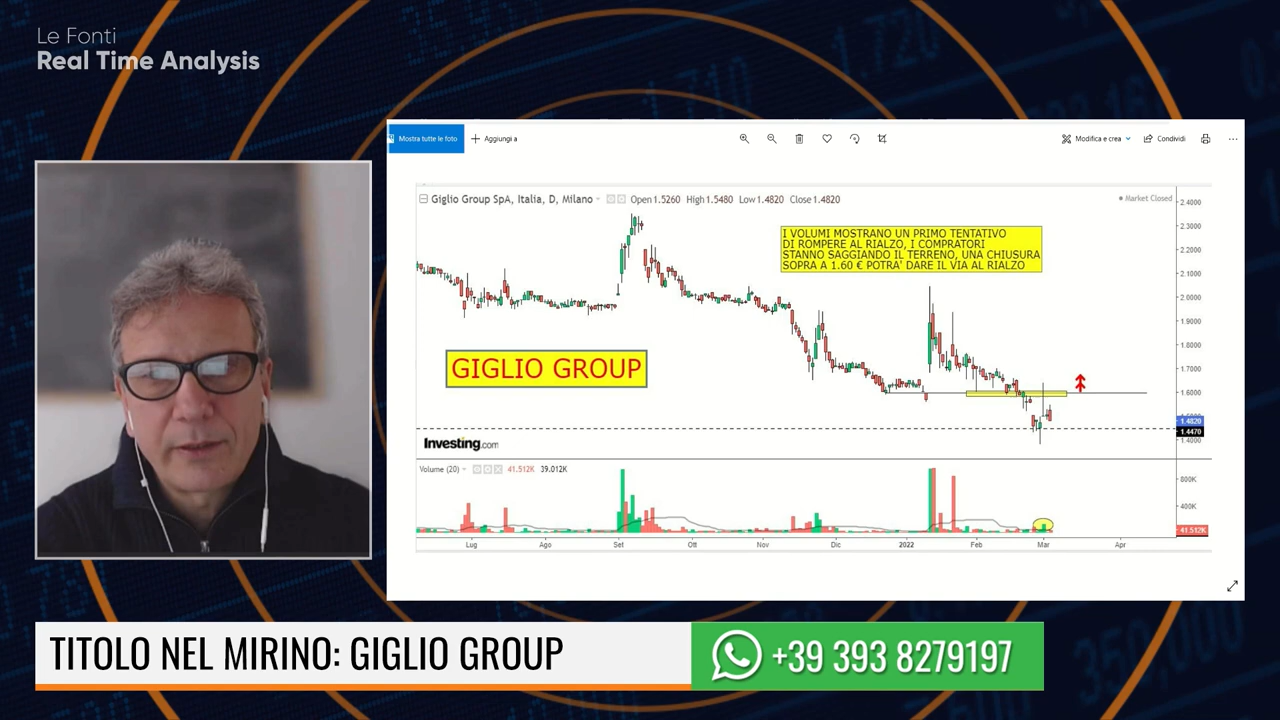 Le Fonti
Real Time Analysis
Mostra tutte le foto
Aggiungi a
Modifica e crea
Condividi
Giglio Group SpA, Italia, D, Milano
Open 1.5260 High 1.5480 Low 1.4820 Close 1.4820
Market Closed
I VOLUMI MOSTRANO UN PRIMO TENTATIVO
DI ROMPERE AL RIALZO, I COMPRATORI
STANNO SAGGIANDO IL TERRENO, UNA CHIUSURA
SOPRA A 1.60 € POTRA' DARE IL VIA AL RIALZO
GIGLIO GROUP
2.4000
2.3000
2.2000
2.1000
2.0000
1.9000
1.8000
1.7000
1.6000
1.4820
1.4470
1.4000
Investing.com
Volume (20)
41.512K 39.012K
800K
400K
41.512K
Lug Ago Set Ott Nov Dic 2022 Feb Mar Apr
TITOLO NEL MIRINO: GIGLIO GROUP
+39 393 8279197